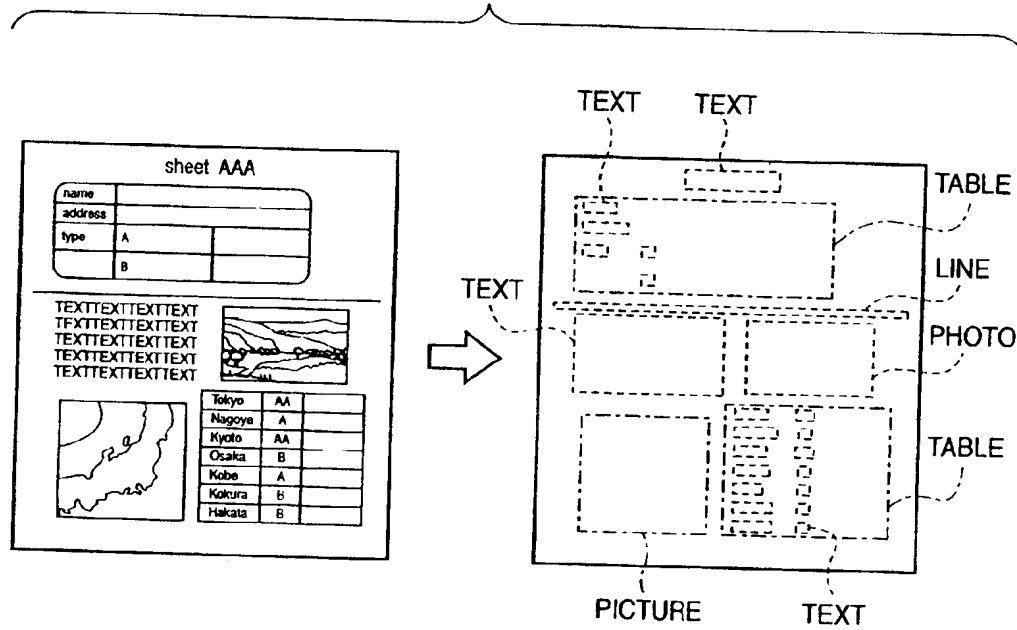 TEXT TEXT
sheet AAA
name
address
type A
B
TEXTTEXTTEXTTEXT
TFXTTEXTTEXTTEXT
TEXTTEXTTEXTTEXT
TEXTTEXTTEXTTEXT
TEXTTEXTTEXTTEXT
Tokyo AA
Nagoya A
Kyoto AA
Osaka B
Kobe A
Kokura B
Hakata B
TABLE
LINE
TEXT
PHOTO
TABLE
PICTURE TEXT